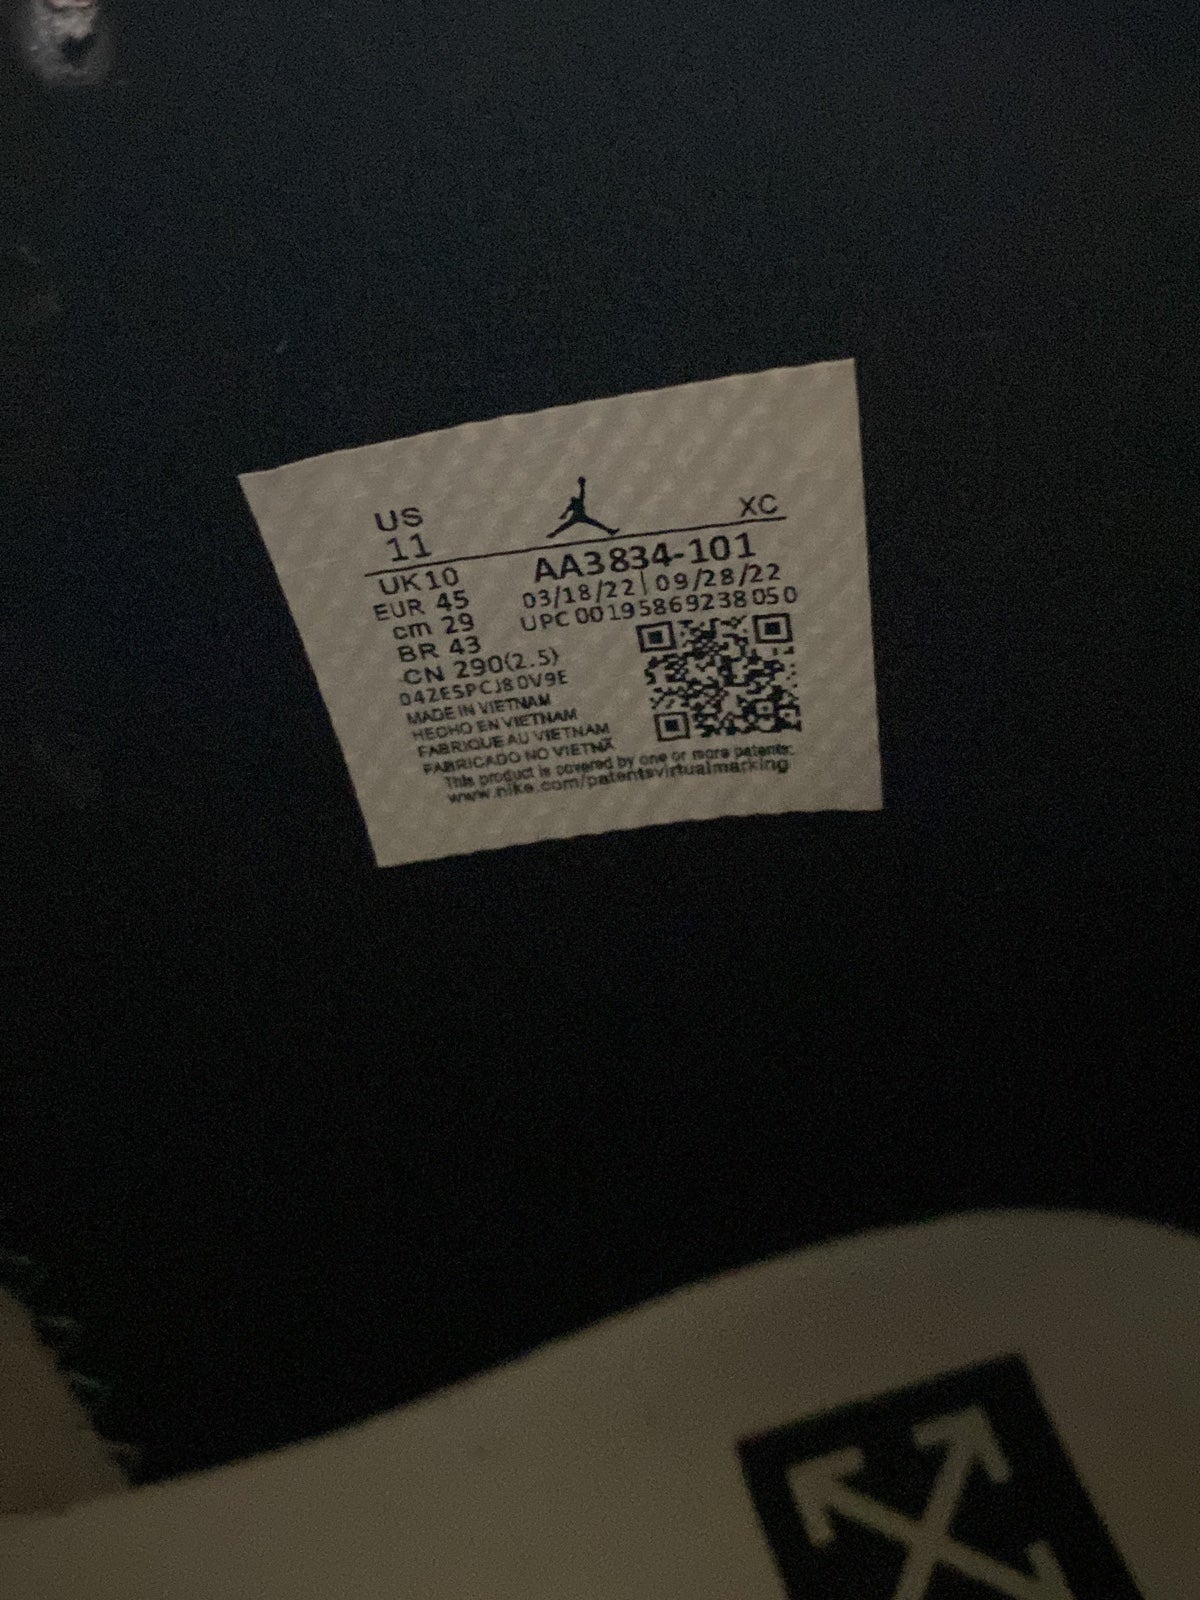 US
11
XC
AA3834-101
03/18/22| 09/28/22
UPC 00195869238050
UK10
EUR 45
cm 29
BR 43
CN 290(2.5)
04ZESPCJ80V9E
MADE IN VIETNAM
HECHO EN VIETNAM
FABRIQUE AU VIETNAM
FABRICADO NO VIETNÃ
This product is covered by one or more patents:
www.nike.com/patentsvirtualmarking